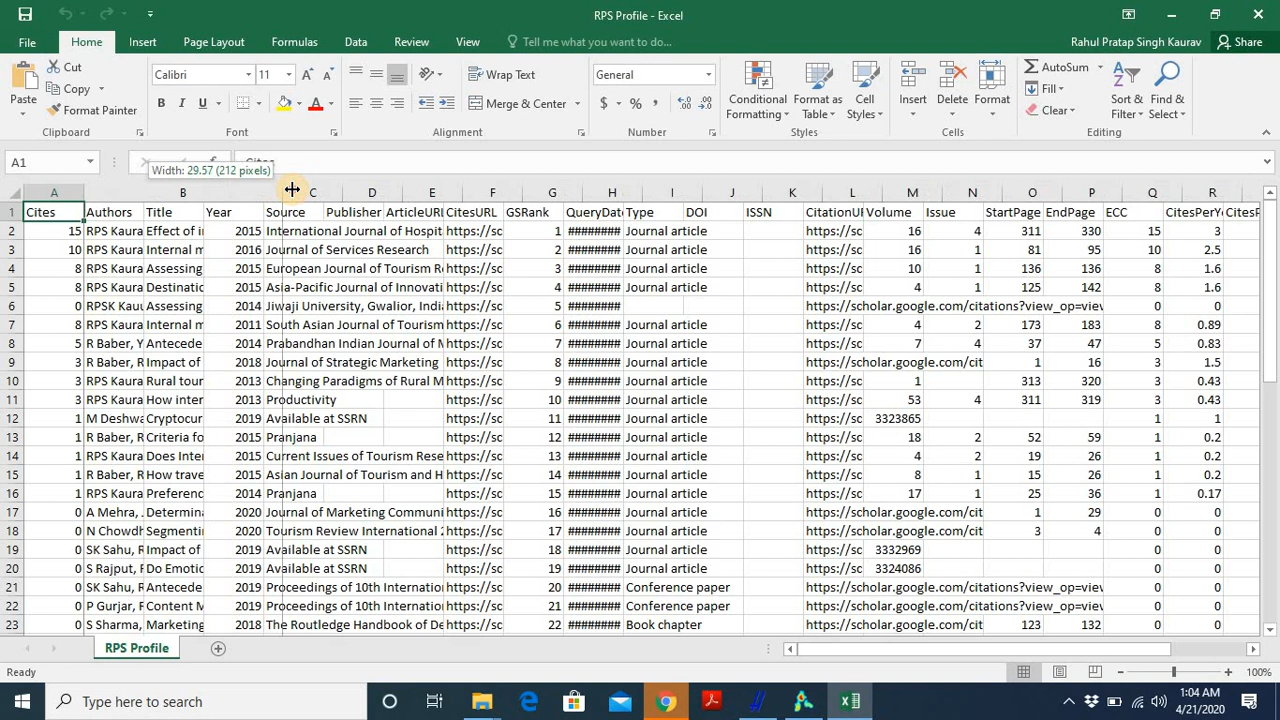 RPS Profile - Excel
File Home Insert Page Layout Formulas Data Review View Tell me what you want to do... Rahul Pratap Singh Kaurav Share
Paste Cut Copy Format Painter Calibri 11 B I U A Wrap Text Merge & Center General $ % Conditional Formatting Format as Table Cell Styles Insert Delete Format AutoSum Fill Clear Sort & Filter Find & Select
Clipboard Font Alignment Number Styles Cells Editing
A1
Width: 29.57 (212 pixels)
A B C D E F G H I J K L M N O P Q R
1 Cites Authors Title Year Source Publisher ArticleURL CitesURL GSRank QueryDate Type DOI ISSN CitationUR Volume Issue StartPage EndPage ECC CitesPerYe CitesP
2 15 RPS Kaura Effect of i 2015 International Journal of Hospit https://sc 1 ######## Journal article https://sc 16 4 311 330 15 3
3 10 RPS Kaura Internal m 2016 Journal of Services Research https://sc 2 ######## Journal article https://sc 16 1 81 95 10 2.5
4 8 RPS Kaura Assessing 2015 European Journal of Tourism Re https://sc 3 ######## Journal article https://sc 10 1 136 136 8 1.6
5 8 RPS Kaura Destinatio 2015 Asia-Pacific Journal of Innovati https://sc 4 ######## Journal article https://sc 4 1 125 142 8 1.6
6 0 RPSK Kau Assessing 2014 Jiwaji University, Gwalior, Indi https://sc 5 ######## https://scholar.google.com/citations?view_op=view 0 0
7 8 RPS Kaura Internal m 2011 South Asian Journal of Tourism https://sc 6 ######## Journal article https://sc 4 2 173 183 8 0.89
8 5 R Baber, Y Antecede 2014 Prabandhan Indian Journal of M https://sc 7 ######## Journal article https://sc 7 4 37 47 5 0.83
9 3 R Baber, R Impact of 2018 Journal of Strategic Marketing https://sc 8 ######## Journal article https://scholar.google.com/cit 1 16 3 1.5
10 3 RPS Kaura Rural tour 2013 Changing Paradigms of Rural M https://sc 9 ######## Journal article https://sc 1 313 320 3 0.43
11 3 RPS Kaura How inter 2013 Productivity https://sc 10 ######## Journal article https://sc 53 4 311 319 3 0.43
12 1 M Deshwa Cryptocur 2019 Available at SSRN https://sc 11 ######## Journal article https://sc 3323865 1 1
13 1 R Baber, R Criteria fo 2015 Pranjana https://sc 12 ######## Journal article https://sc 18 2 52 59 1 0.2
14 1 R Baber, R Does Inter 2015 Current Issues of Tourism Rese https://sc 13 ######## Journal article https://sc 4 2 19 26 1 0.2
15 1 R Baber, R How trave 2015 Asian Journal of Tourism and H https://sc 14 ######## Journal article https://sc 8 1 15 26 1 0.2
16 1 RPS Kaura Preferenc 2014 Pranjana https://sc 15 ######## Journal article https://sc 17 1 25 36 1 0.17
17 0 A Mehra, J Determina 2020 Journal of Marketing Communi https://sc 16 ######## Journal article https://scholar.google.com/cit 1 29 0 0
18 0 N Chowdh Segmentin 2020 Tourism Review International 2 https://sc 17 ######## Journal article https://scholar.google.com/cit 3 4 0 0
19 0 SK Sahu, R Impact of 2019 Available at SSRN https://sc 18 ######## Journal article https://sc 3332969 0 0
20 0 S Rajput, R Do Emotio 2019 Available at SSRN https://sc 19 ######## Journal article https://sc 3324086 0 0
21 0 SK Sahu, R Antecede 2019 Proceedings of 10th Internatio https://sc 20 ######## Conference paper https://scholar.google.com/citations?view_op=view 0 0
22 0 P Gurjar, R Content M 2019 Proceedings of 10th Internatio https://sc 21 ######## Conference paper https://scholar.google.com/citations?view_op=view 0 0
23 0 S Sharma, Marketing 2018 The Routledge Handbook of De https://sc 22 ######## Book chapter https://scholar.google.com/cit 123 132 0 0
RPS Profile
Ready 100%
Type here to search 1:04 AM
4/21/2020